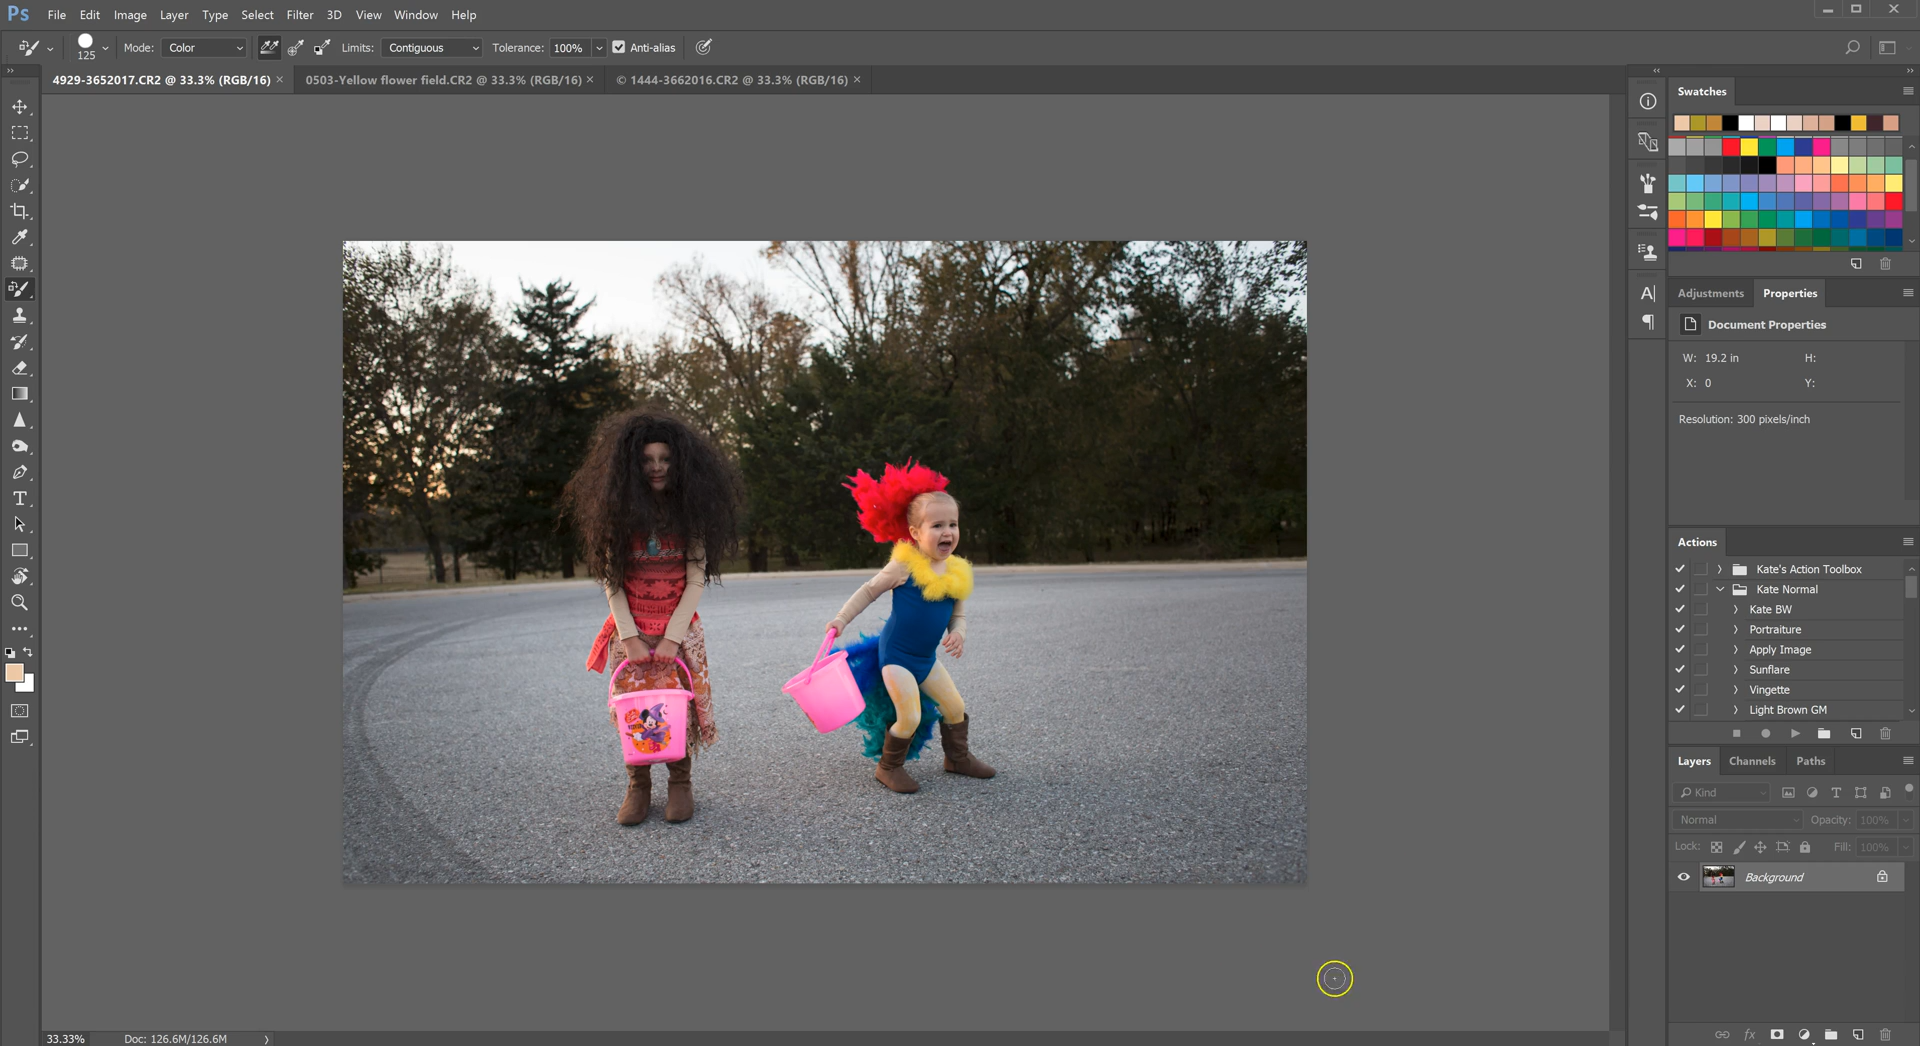 Ps File Edit Image Layer Type Select Filter 3D View Window Help
125 Mode: Color Limits: Contiguous Tolerance: 100% Anti-alias
4929-3652017.CR2 @ 33.3% (RGB/16) × 0503-Yellow flower field.CR2 @ 33.3% (RGB/16) × © 1444-3662016.CR2 @ 33.3% (RGB/16) ×
Swatches
Adjustments Properties
Document Properties
W: 19.2 in H:
X: 0 Y:
Resolution: 300 pixels/inch
Actions
Kate's Action Toolbox
Kate Normal
Kate BW
Portraiture
Apply Image
Sunflare
Vingette
Light Brown GM
Layers Channels Paths
Kind
Normal Opacity: 100%
Lock: Fill: 100%
Background
33.33% Doc: 126.6M/126.6M